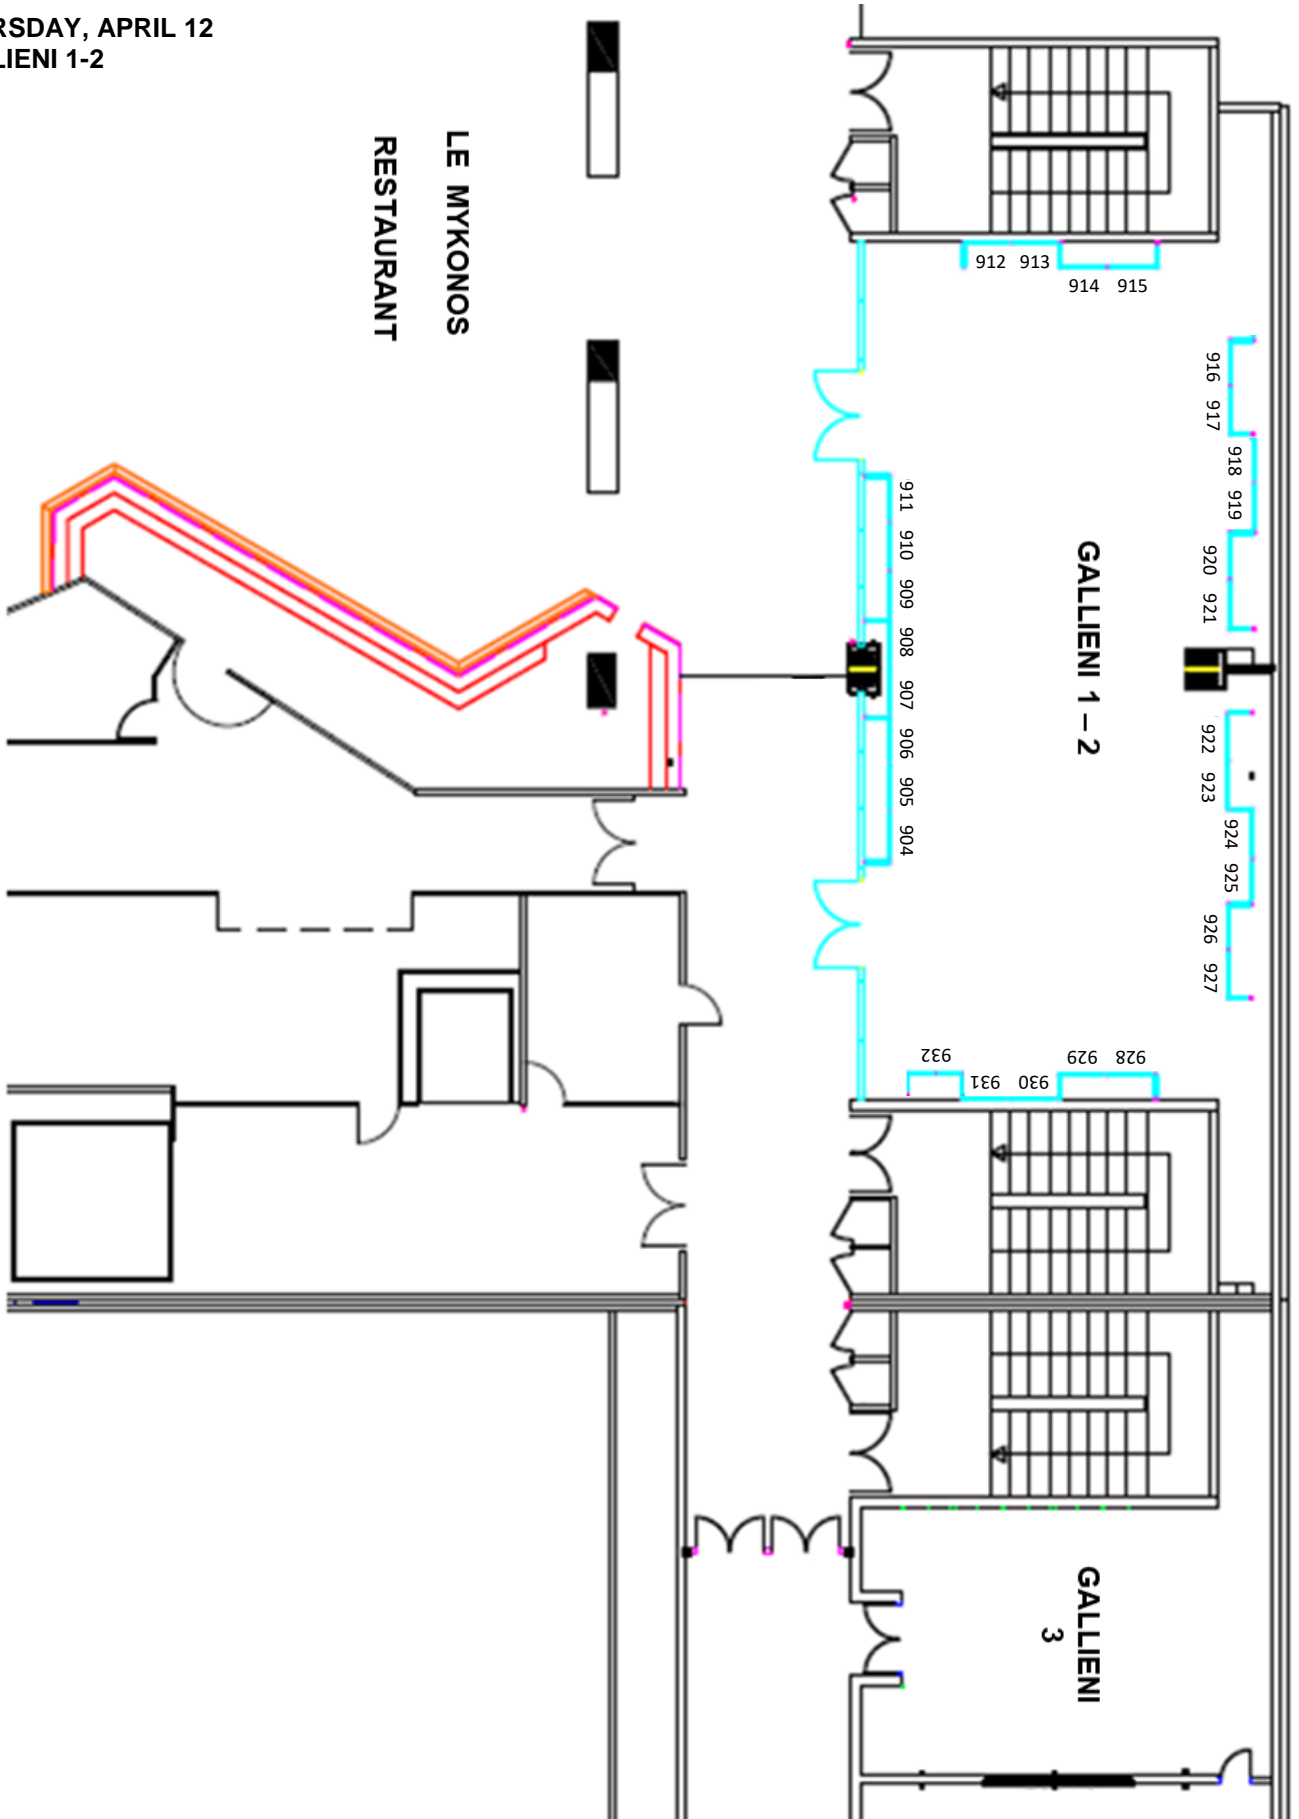 RSDAY, APRIL 12
LIENI 1-2
LE MYKONOS
RESTAURANT
912 913
914 915
916 917
918 919
920 921
911 910 909 908 907 906 905 904
GALLIENI 1 – 2
922 923
924 925
926 927
932
931 930
929 928
GALLIENI
3